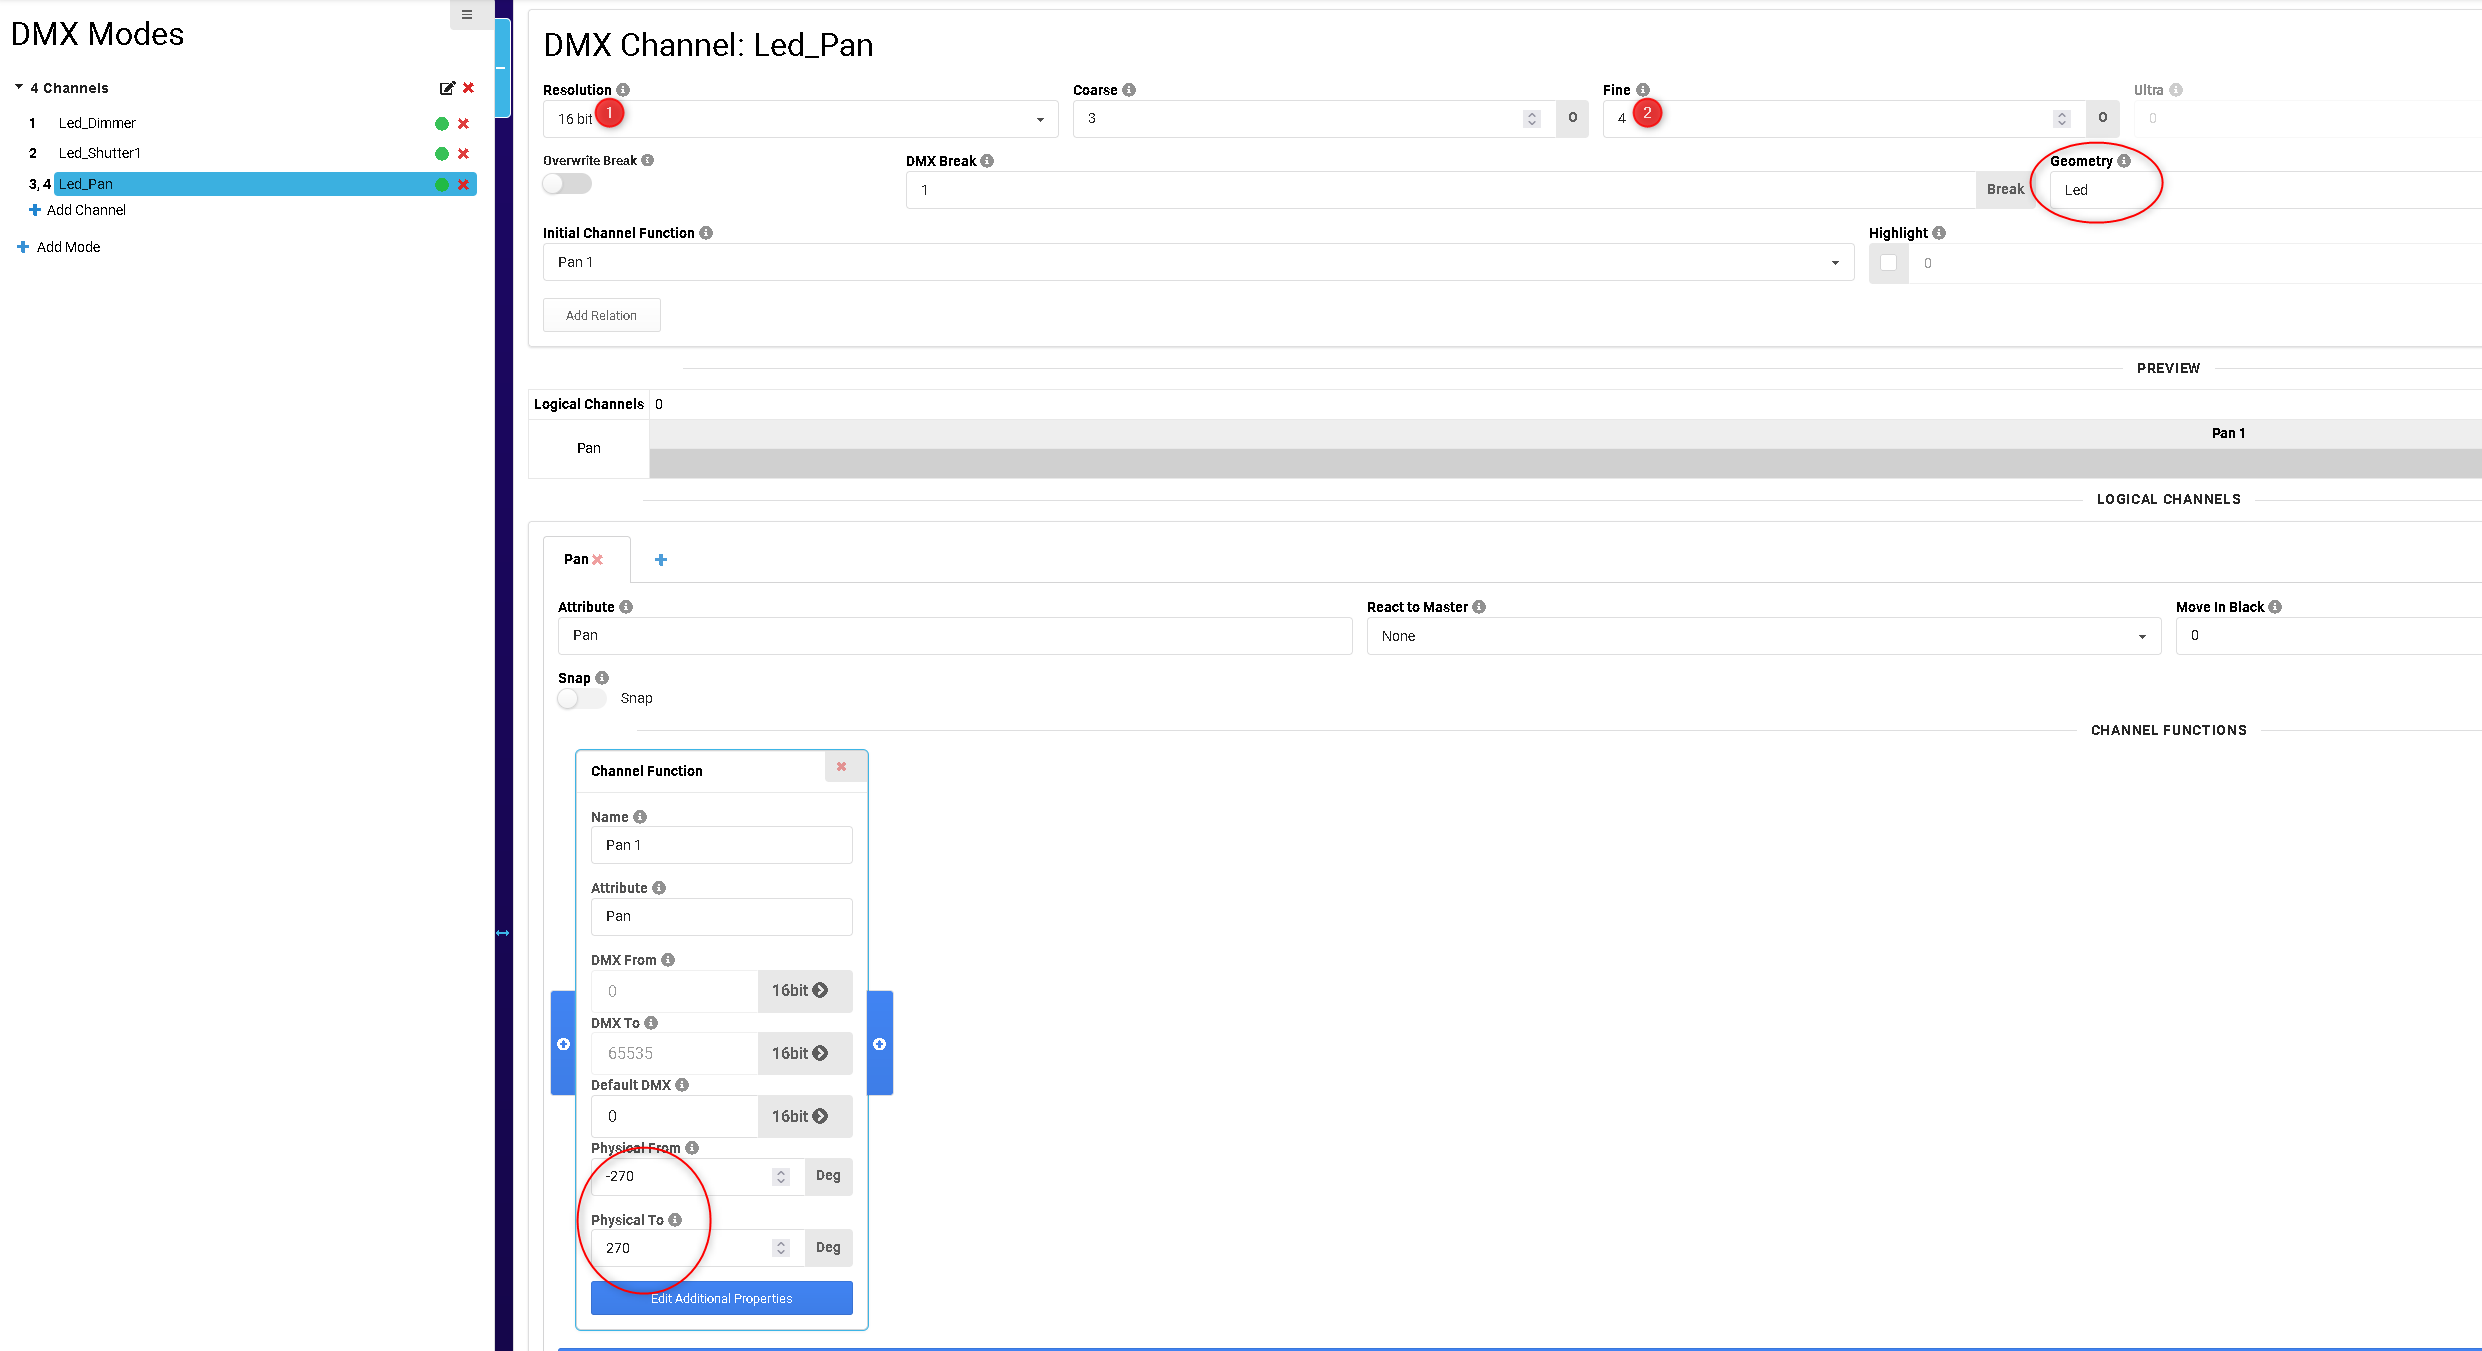 DMX Modes
4 Channels
1 Led_Dimmer
2 Led_Shutter1
3, 4 Led_Pan
Add Channel
Add Mode
DMX Channel: Led_Pan
Resolution Coarse Fine Ultra
16 bit 1 3 O 4 2 O 0
Overwrite Break DMX Break Geometry
1 Break Led
Initial Channel Function Highlight
Pan 1 0
Add Relation
PREVIEW
Logical Channels 0
Pan 1
Pan
LOGICAL CHANNELS
Pan
Attribute React to Master Move In Black
Pan None 0
Snap
Snap
CHANNEL FUNCTIONS
Channel Function
Name
Pan 1
Attribute
Pan
DMX From
0 16bit
DMX To
65535 16bit
Default DMX
0 16bit
Physical From
-270 Deg
Physical To
270 Deg
Edit Additional Properties